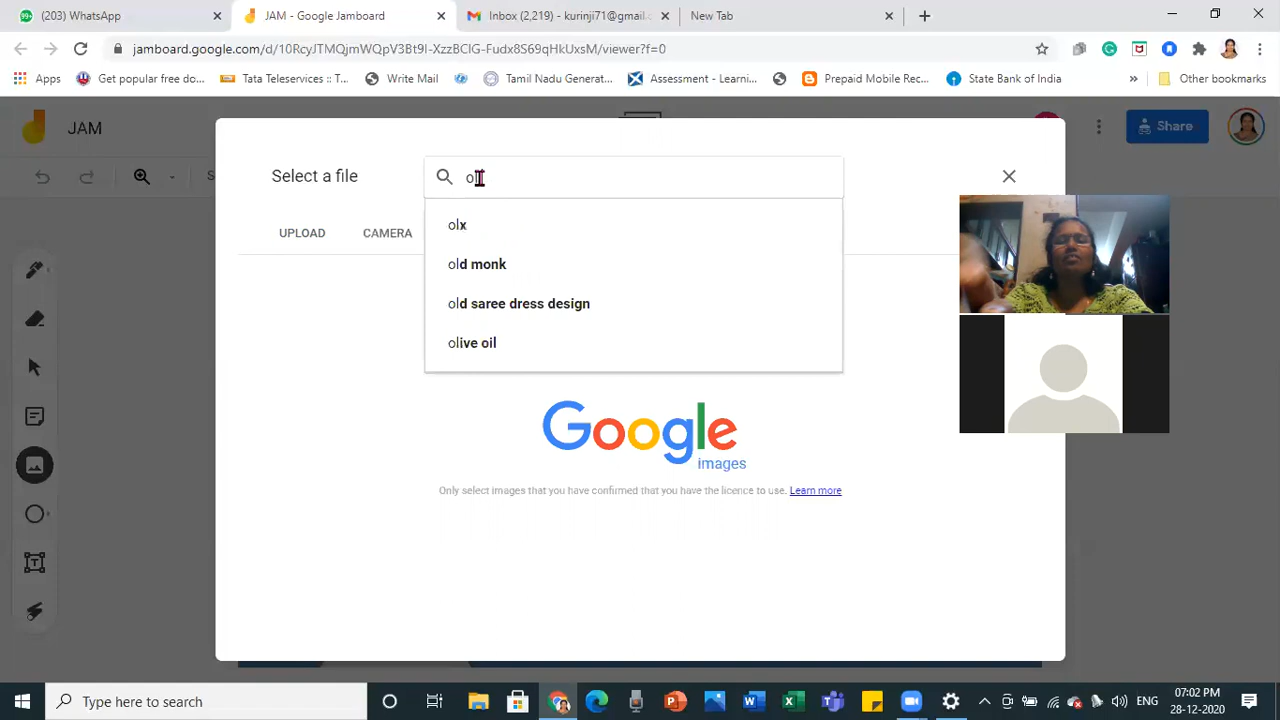 (203) WhatsApp
JAM - Google Jamboard
Inbox (2,219) - kurinji71@gmail.c
New Tab
jamboard.google.com/d/10RcyJTMQjmWQpV3Bt9I-XzzBCIG-Fudx8S69qHkUxsM/viewer?f=0
Apps
Get popular free do...
Tata Teleservices :: T...
Write Mail
Tamil Nadu Generat...
Assessment - Learni...
Prepaid Mobile Rec...
State Bank of India
»
Other bookmarks
JAM
Share
Select a file
ol
UPLOAD
CAMERA
olx
old monk
old saree dress design
olive oil
Google
images
Only select images that you have confirmed that you have the licence to use. Learn more
Type here to search
ENG
07:02 PM
28-12-2020